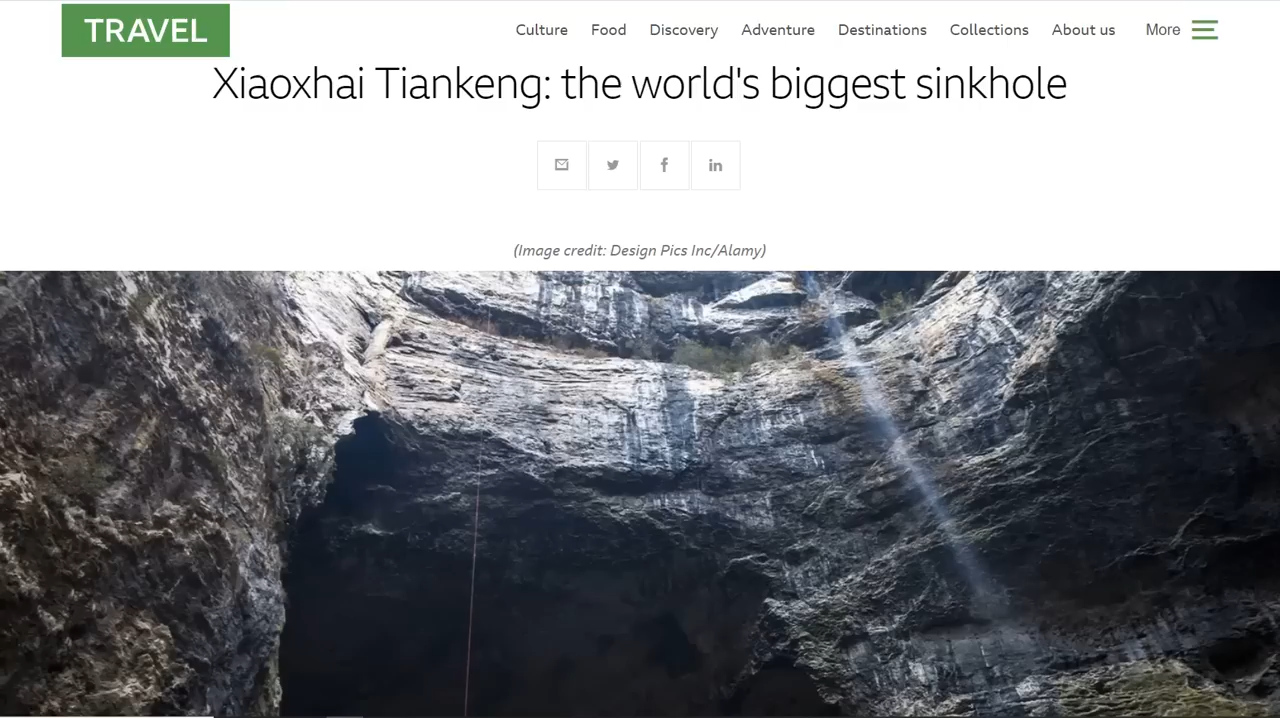 TRAVEL
Culture Food Discovery Adventure Destinations Collections About us More
Xiaoxhai Tiankeng: the world's biggest sinkhole
(Image credit: Design Pics Inc/Alamy)